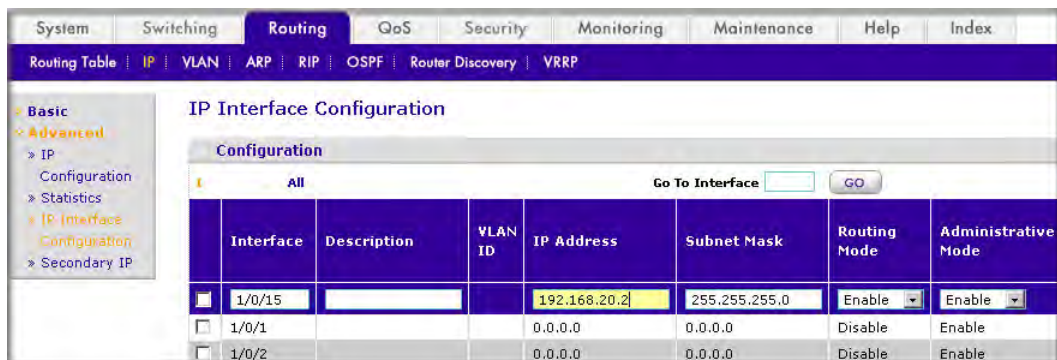 System Switching Routing QoS Security Monitoring Maintenance Help Index
Routing Table IP VLAN ARP RIP OSPF Router Discovery VRRP
Basic
Advanced
» IP
Configuration
» Statistics
» IP Interface
Configuration
» Secondary IP
IP Interface Configuration
Configuration
All Go To Interface GO
Interface Description VLAN ID IP Address Subnet Mask Routing Mode Administrative Mode
1/0/15 192.168.20.2 255.255.255.0 Enable Enable
1/0/1 0.0.0.0 0.0.0.0 Disable Enable
1/0/2 0.0.0.0 0.0.0.0 Disable Enable